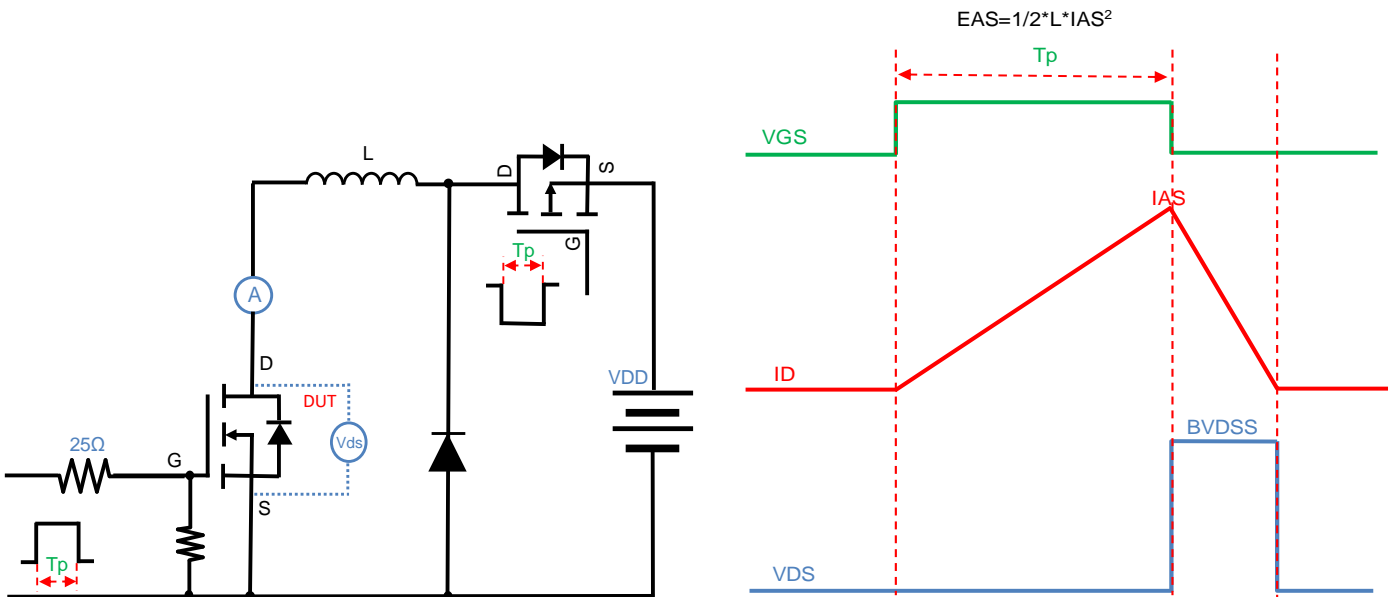 EAS=1/2*L*IAS²
Tp
VGS
IAS
ID
BVDSS
VDS
L
D
S
G
Tp
A
D
DUT
Vds
VDD
25Ω
G
S
Tp